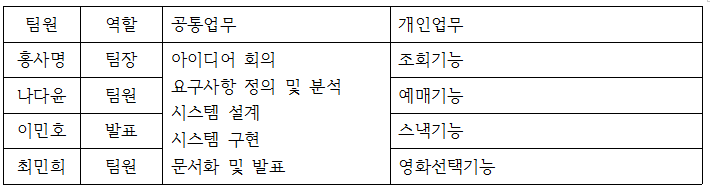 팀원 역할 공통업무 개인업무
홍사명 팀장 아이디어 회의 조회기능
나다윤 팀원 요구사항 정의 및 분석 예매기능
시스템 설계
이민호 발표 시스템 구현 스낵기능
최민희 팀원 문서화 및 발표 영화선택기능